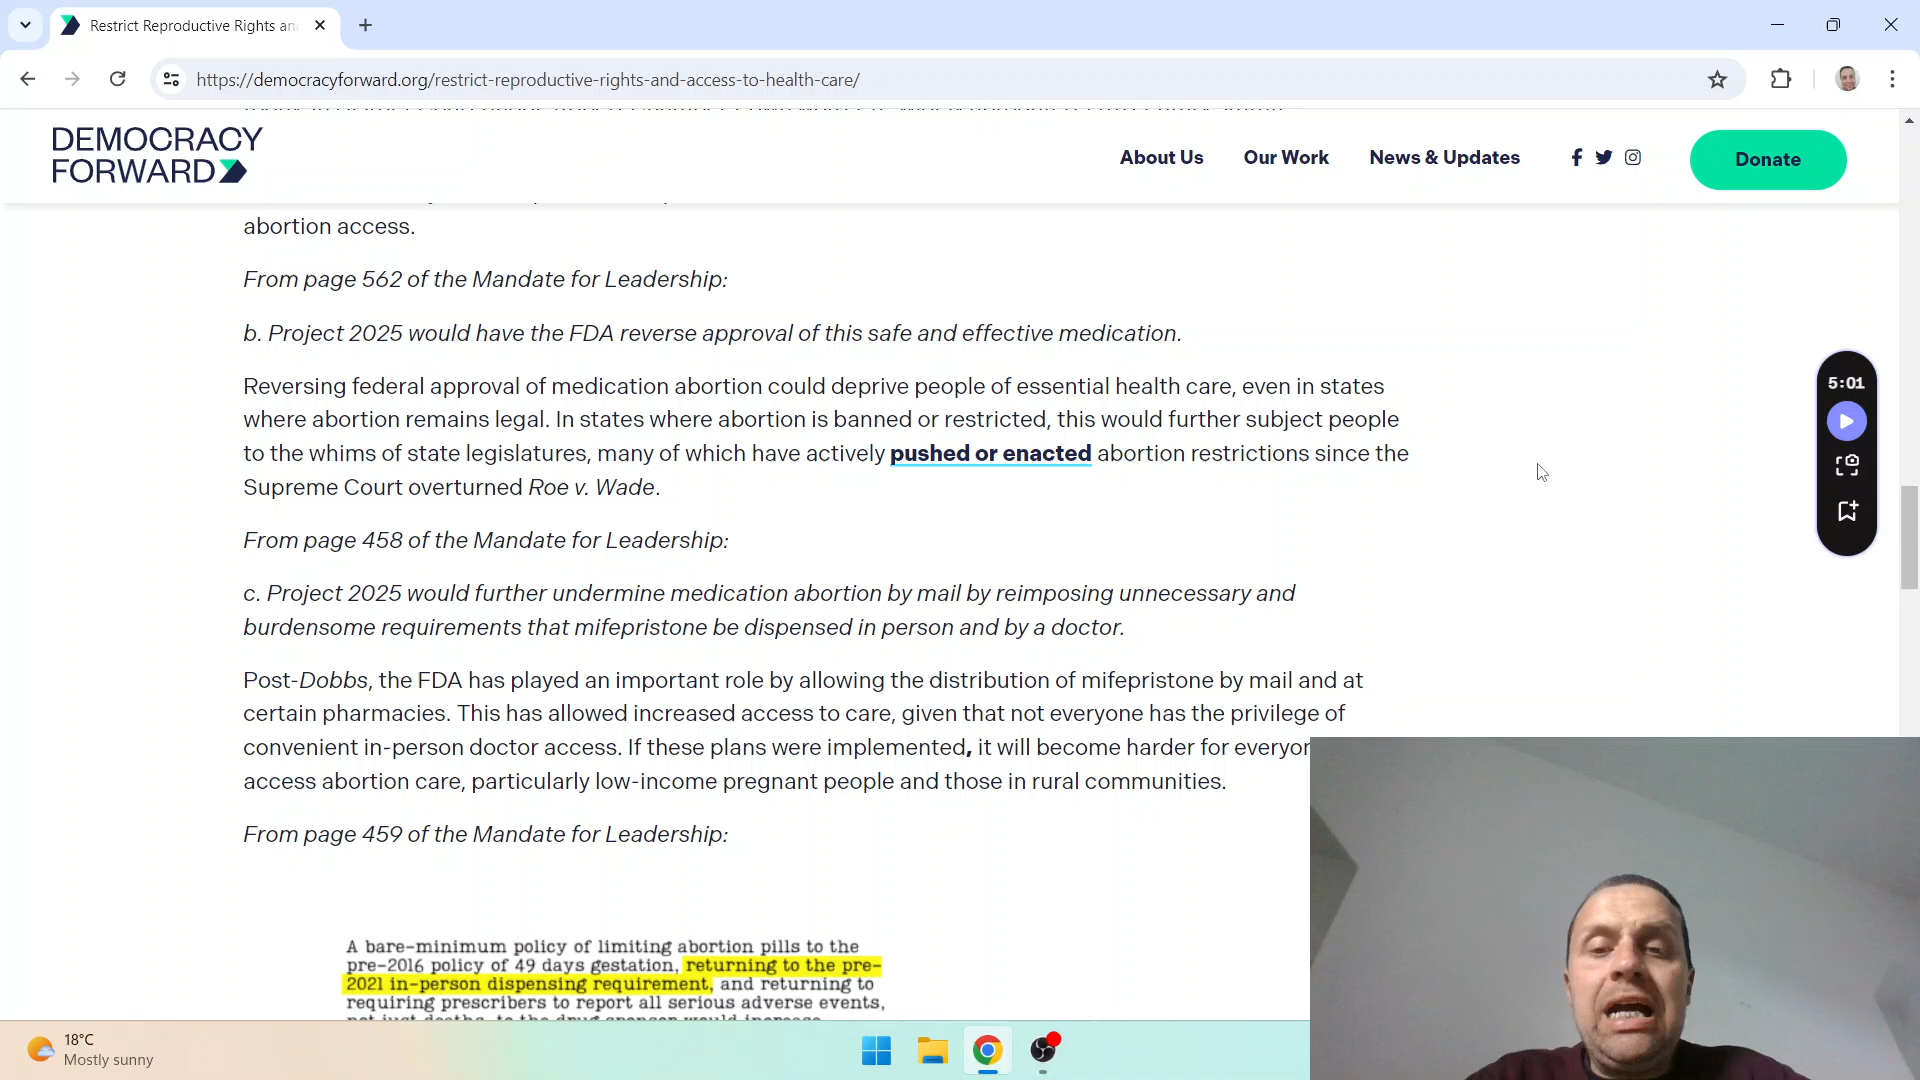 Restrict Reproductive Rights an
https://democracyforward.org/restrict-reproductive-rights-and-access-to-health-care/
DEMOCRACY
FORWARD
About Us
Our Work
News & Updates
Donate
abortion access.
From page 562 of the Mandate for Leadership:
b. Project 2025 would have the FDA reverse approval of this safe and effective medication.
Reversing federal approval of medication abortion could deprive people of essential health care, even in states
where abortion remains legal. In states where abortion is banned or restricted, this would further subject people
to the whims of state legislatures, many of which have actively pushed or enacted abortion restrictions since the
Supreme Court overturned Roe v. Wade.
5:01
From page 458 of the Mandate for Leadership:
c. Project 2025 would further undermine medication abortion by mail by reimposing unnecessary and
burdensome requirements that mifepristone be dispensed in person and by a doctor.
Post-Dobbs, the FDA has played an important role by allowing the distribution of mifepristone by mail and at
certain pharmacies. This has allowed increased access to care, given that not everyone has the privilege of
convenient in-person doctor access. If these plans were implemented, it will become harder for everyon
access abortion care, particularly low-income pregnant people and those in rural communities.
From page 459 of the Mandate for Leadership:
A bare-minimum policy of limiting abortion pills to the
pre-2016 policy of 49 days gestation, returning to the pre-
2021 in-person dispensing requirement, and returning to
requiring prescribers to report all serious adverse events,
18°C
Mostly sunny